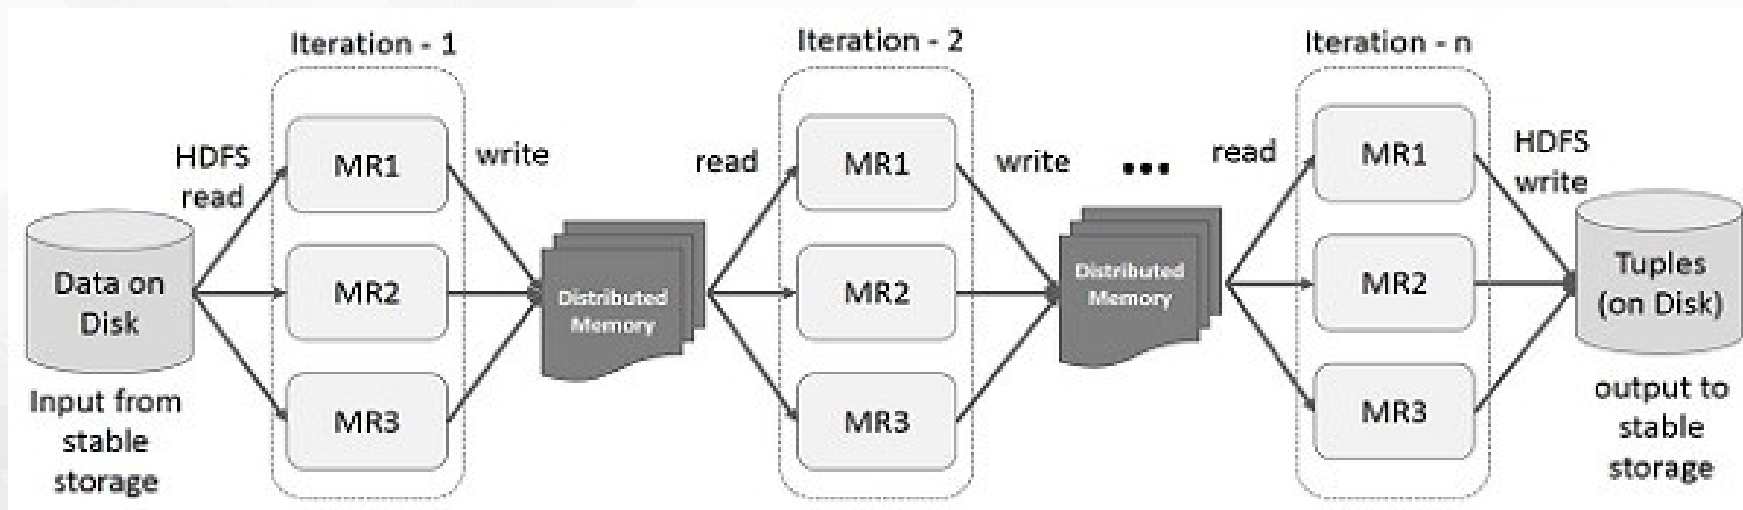 Iteration - 1
HDFS
read
MR1
MR2
MR3
write
Data on
Disk
Input from
stable
storage
Distributed
Memory
Iteration - 2
read
MR1
MR2
MR3
write
...
Distributed
Memory
Iteration - n
read
MR1
MR2
MR3
HDFS
write
Tuples
(on Disk)
output to
stable
storage